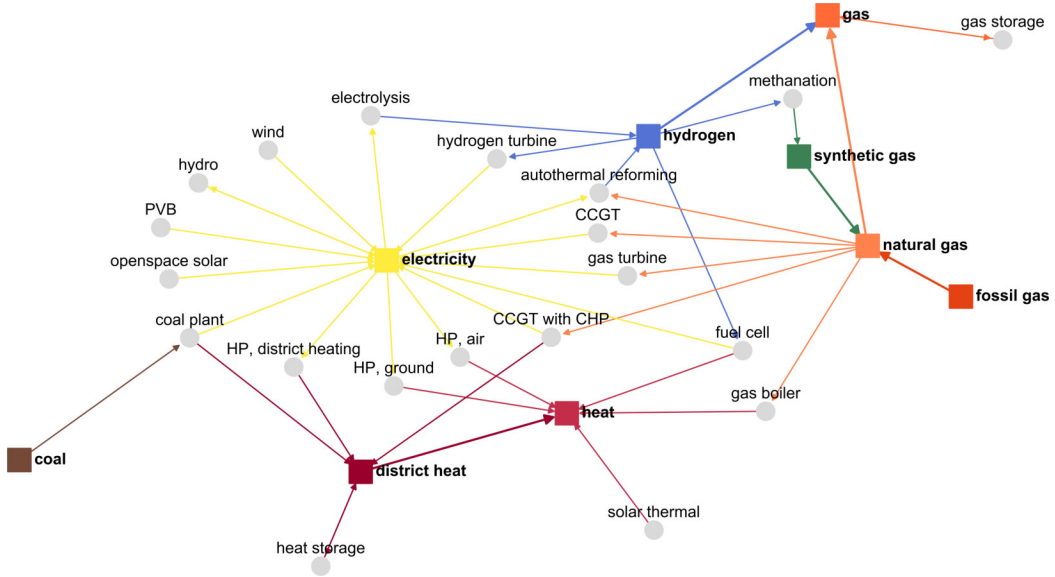 gas
gas storage
methanation
electrolysis
wind
hydrogen turbine
hydrogen
synthetic gas
hydro
autothermal reforming
PVB
CCGT
natural gas
openspace solar
electricity
gas turbine
fossil gas
coal plant
CCGT with CHP
fuel cell
HP, district heating
HP, air
HP, ground
gas boiler
heat
coal
district heat
solar thermal
heat storage